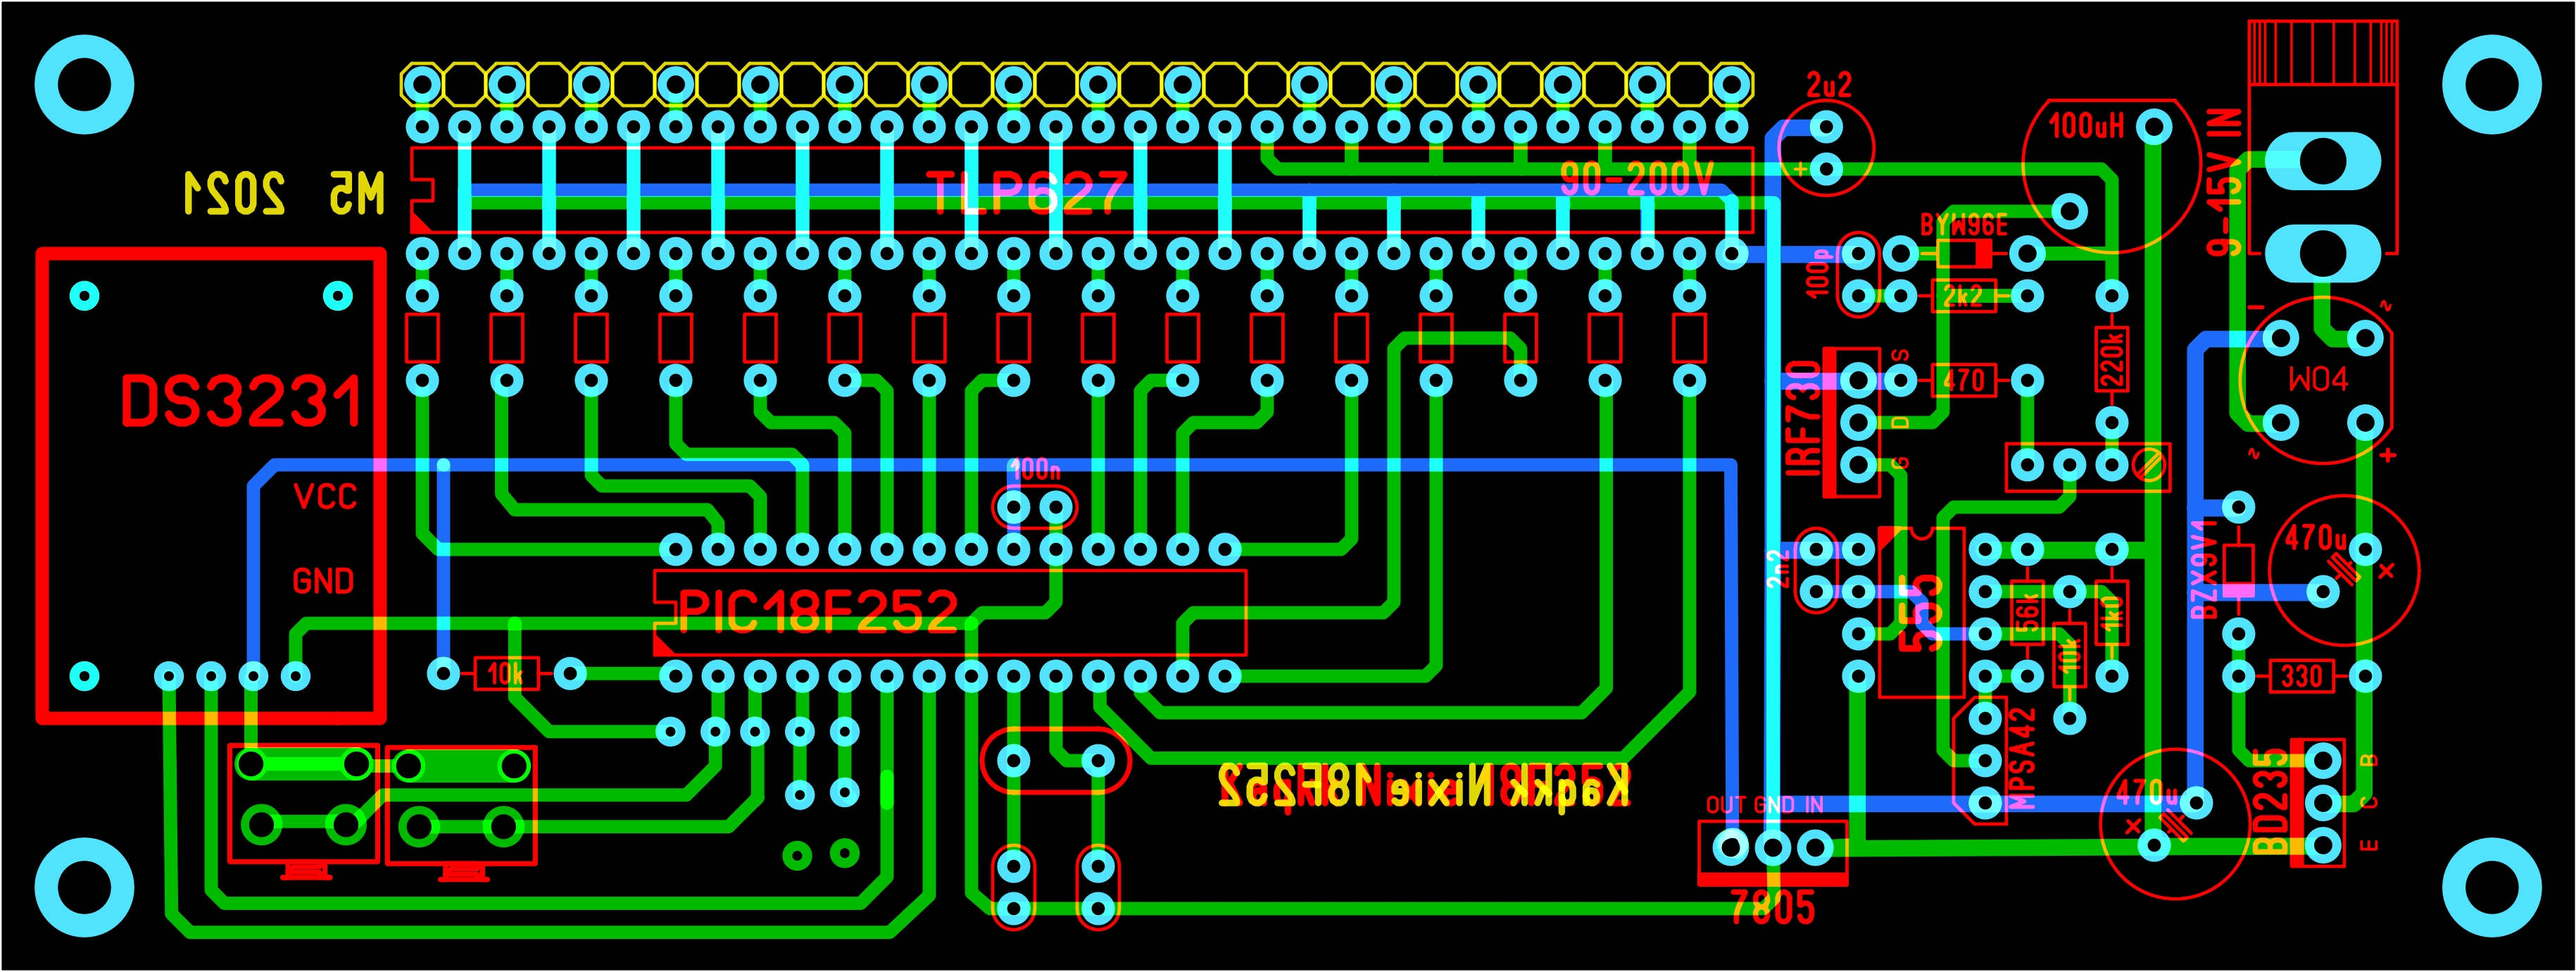 2u2
100uH
9-15V IN
M5 2021
TLP627
90-200V
BYW96E
100p
2k2
DS3231
IRF730
S
D
G
470
220k
W04
-
~
~
+
VCC
100n
GND
PIC18F252
2n2
555
56k
10k
1k0
BZX9V1
470u
10k
330
MPSA42
Kaqkk Nixie 18F252
OUT GND IN
7805
470u
BD235
B
C
E